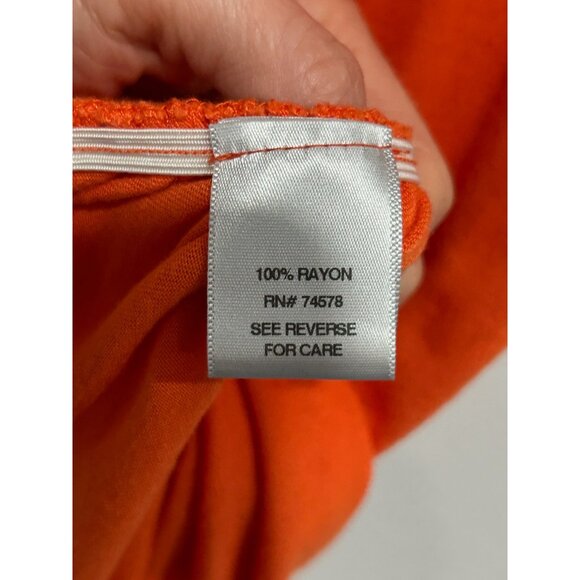 100% RAYON
RN# 74578
SEE REVERSE
FOR CARE